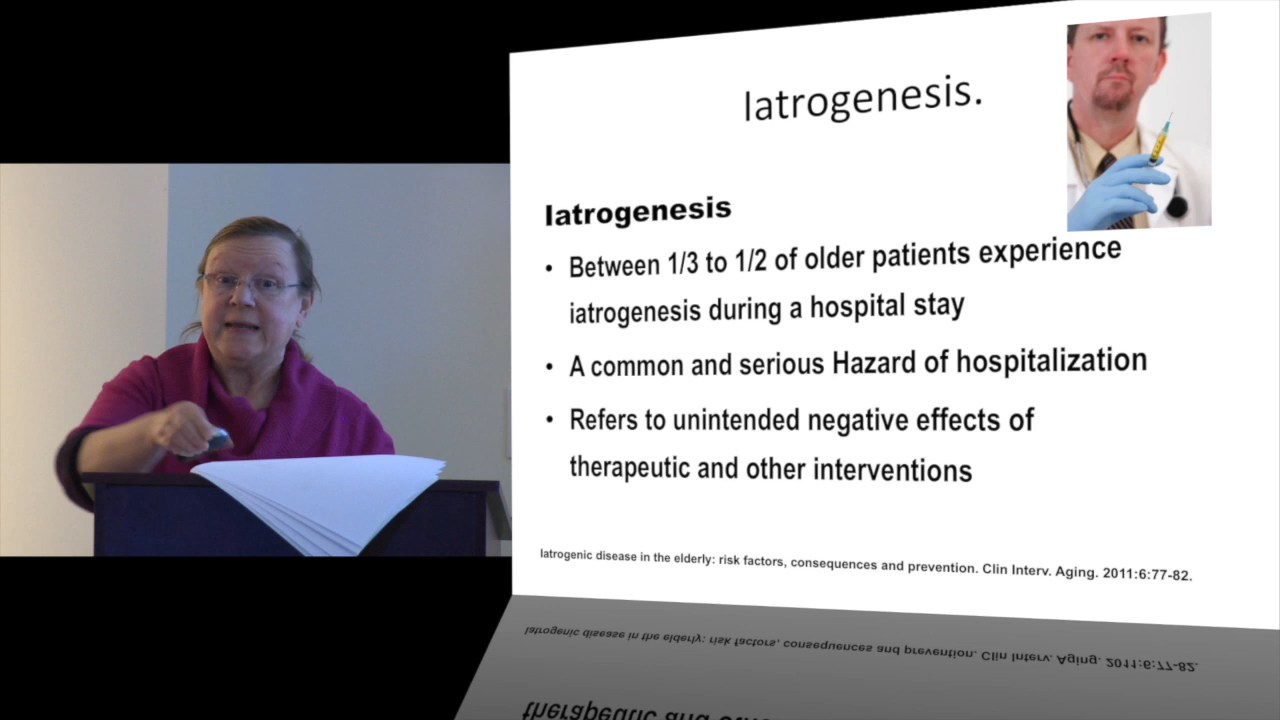 Iatrogenesis.
Iatrogenesis
• Between 1/3 to 1/2 of older patients experience
iatrogenesis during a hospital stay
• A common and serious Hazard of hospitalization
• Refers to unintended negative effects of
therapeutic and other interventions
Iatrogenic disease in the elderly: risk factors, consequences and prevention. Clin Interv. Aging. 2011:6:77-82.